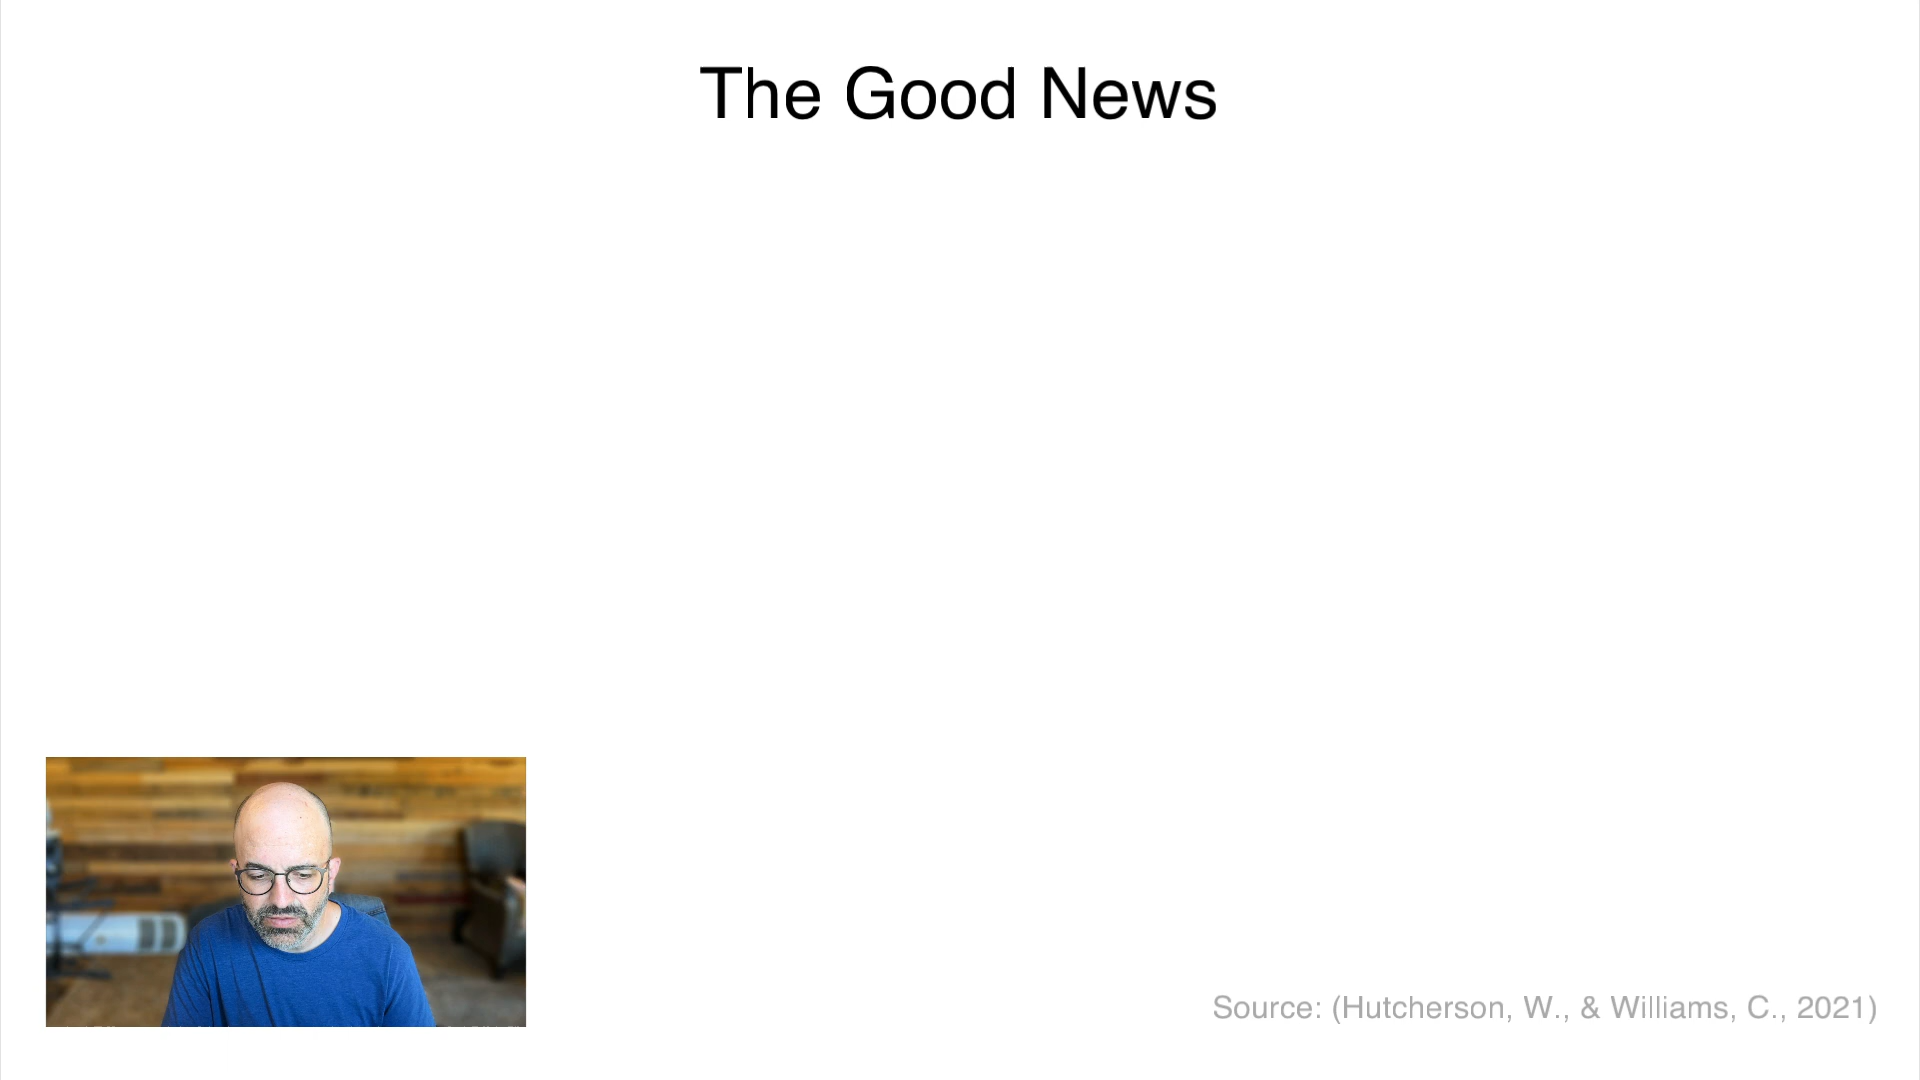 The Good News
Source: (Hutcherson, W., & Williams, C., 2021)